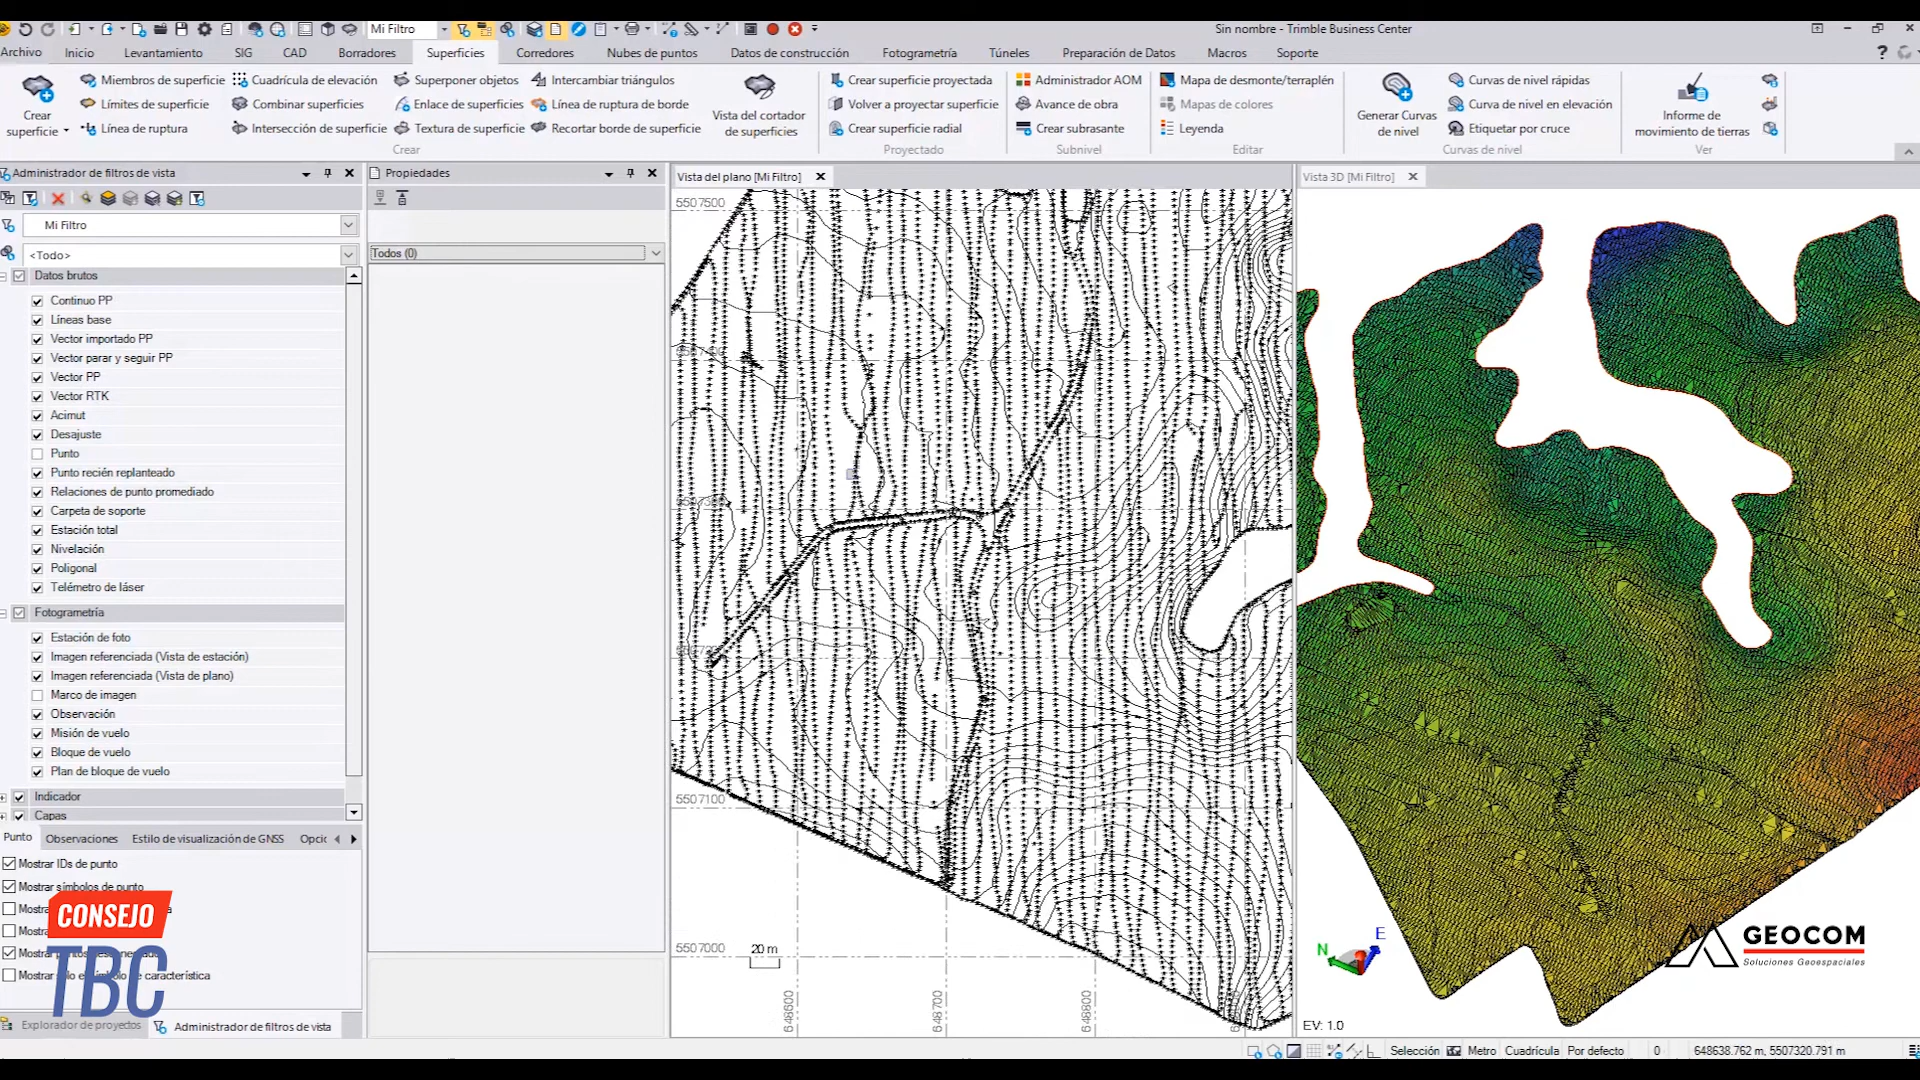 Mi Filtro
Sin nombre - Trimble Business Center
Archivo Inicio Levantamiento SIG CAD Borradores Superficies Corredores Nubes de puntos Datos de construcción Fotogrametría Túneles Preparación de Datos Macros Soporte
Crear superficie
Miembros de superficie
Límites de superficie
Línea de ruptura
Cuadrícula de elevación
Combinar superficies
Intersección de superficie
Superponer objetos
Enlace de superficies
Textura de superficie
Intercambiar triángulos
Línea de ruptura de borde
Recortar borde de superficie
Vista del cortador de superficies
Crear
Crear superficie proyectada
Volver a proyectar superficie
Crear superficie radial
Proyectado
Administrador AOM
Avance de obra
Crear subrasante
Subnivel
Mapa de desmonte/terraplén
Mapas de colores
Leyenda
Editar
Generar Curvas de nivel
Curvas de nivel rápidas
Curva de nivel en elevación
Etiquetar por cruce
Curvas de nivel
Informe de movimiento de tierras
Ver
Administrador de filtros de vista
Mi Filtro
<Todo>
Datos brutos
Continuo PP
Líneas base
Vector importado PP
Vector parar y seguir PP
Vector PP
Vector RTK
Acimut
Desajuste
Punto
Punto recién replanteado
Relaciones de punto promediado
Carpeta de soporte
Estación total
Nivelación
Poligonal
Telémetro de láser
Fotogrametría
Estación de foto
Imagen referenciada (Vista de estación)
Imagen referenciada (Vista de plano)
Marco de imagen
Observación
Misión de vuelo
Bloque de vuelo
Plan de bloque de vuelo
Indicador
Capas
Punto Observaciones Estilo de visualización de GNSS Opcic
Mostrar IDs de punto
Mostrar símbolos de punto
CONSEJO
TBC
Explorador de proyectos
Administrador de filtros de vista
Propiedades
Todos (0)
Vista del plano [Mi Filtro]
5507500
5507100
5507000
20 m
648600
648700
648800
Vista 3D [Mi Filtro]
N
E
EV: 1.0
GEOCOM
Soluciones Geoespaciales
Selección Metro Cuadrícula Por defecto 0 648638.762 m, 5507320.791 m